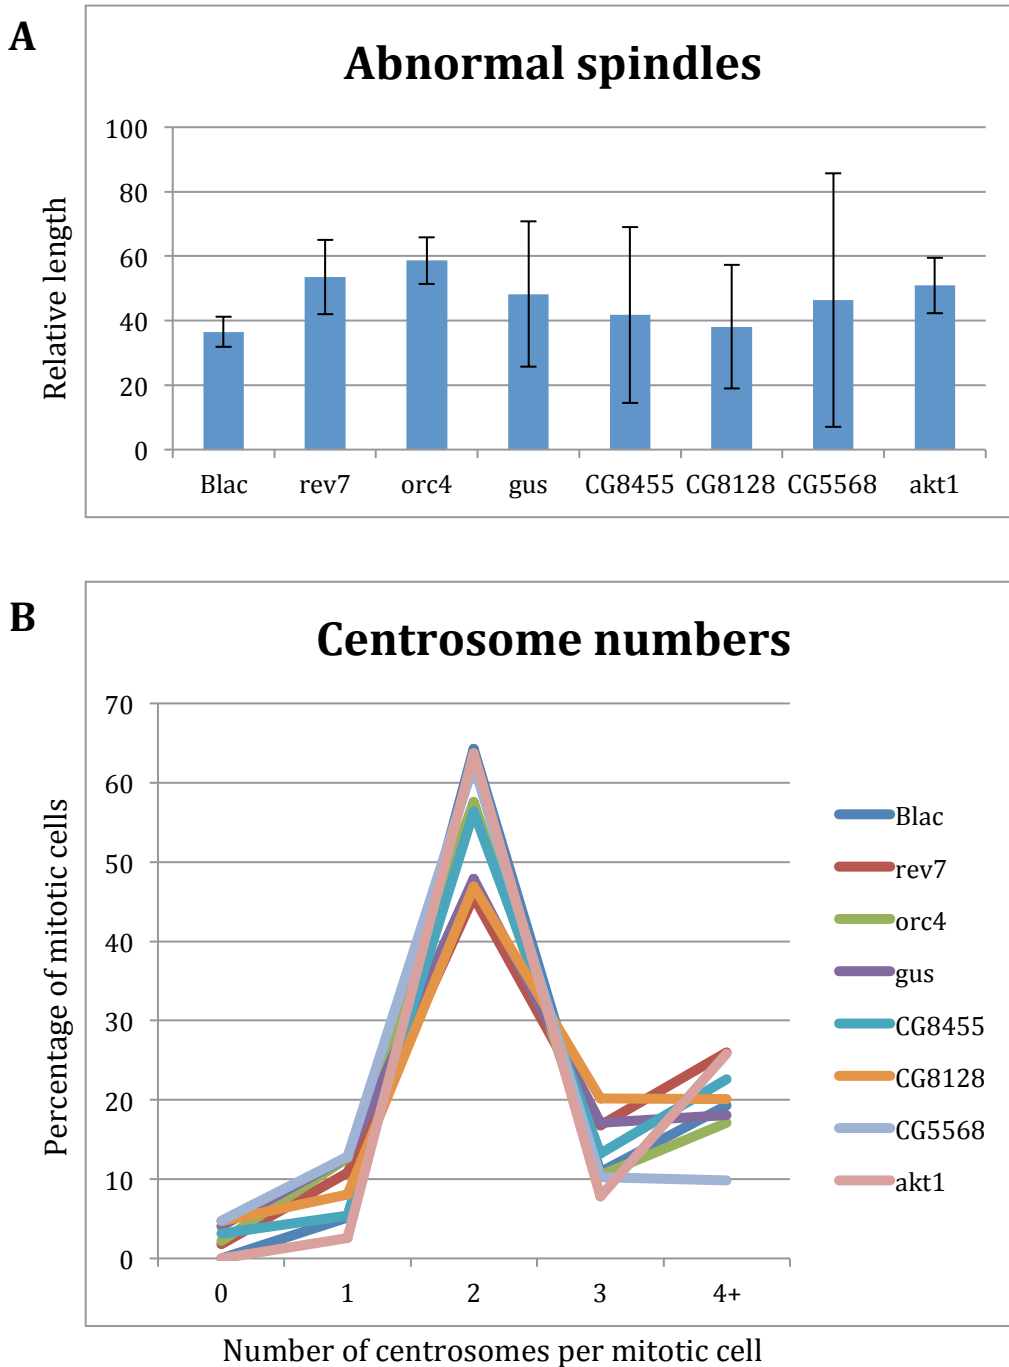 A
Abnormal spindles
Relative length
100
80
60
40
20
0
Blac rev7 orc4 gus CG8455 CG8128 CG5568 akt1
B
Centrosome numbers
Percentage of mitotic cells
70
60
50
40
30
20
10
0
0 1 2 3 4+
Number of centrosomes per mitotic cell
Blac
rev7
orc4
gus
CG8455
CG8128
CG5568
akt1